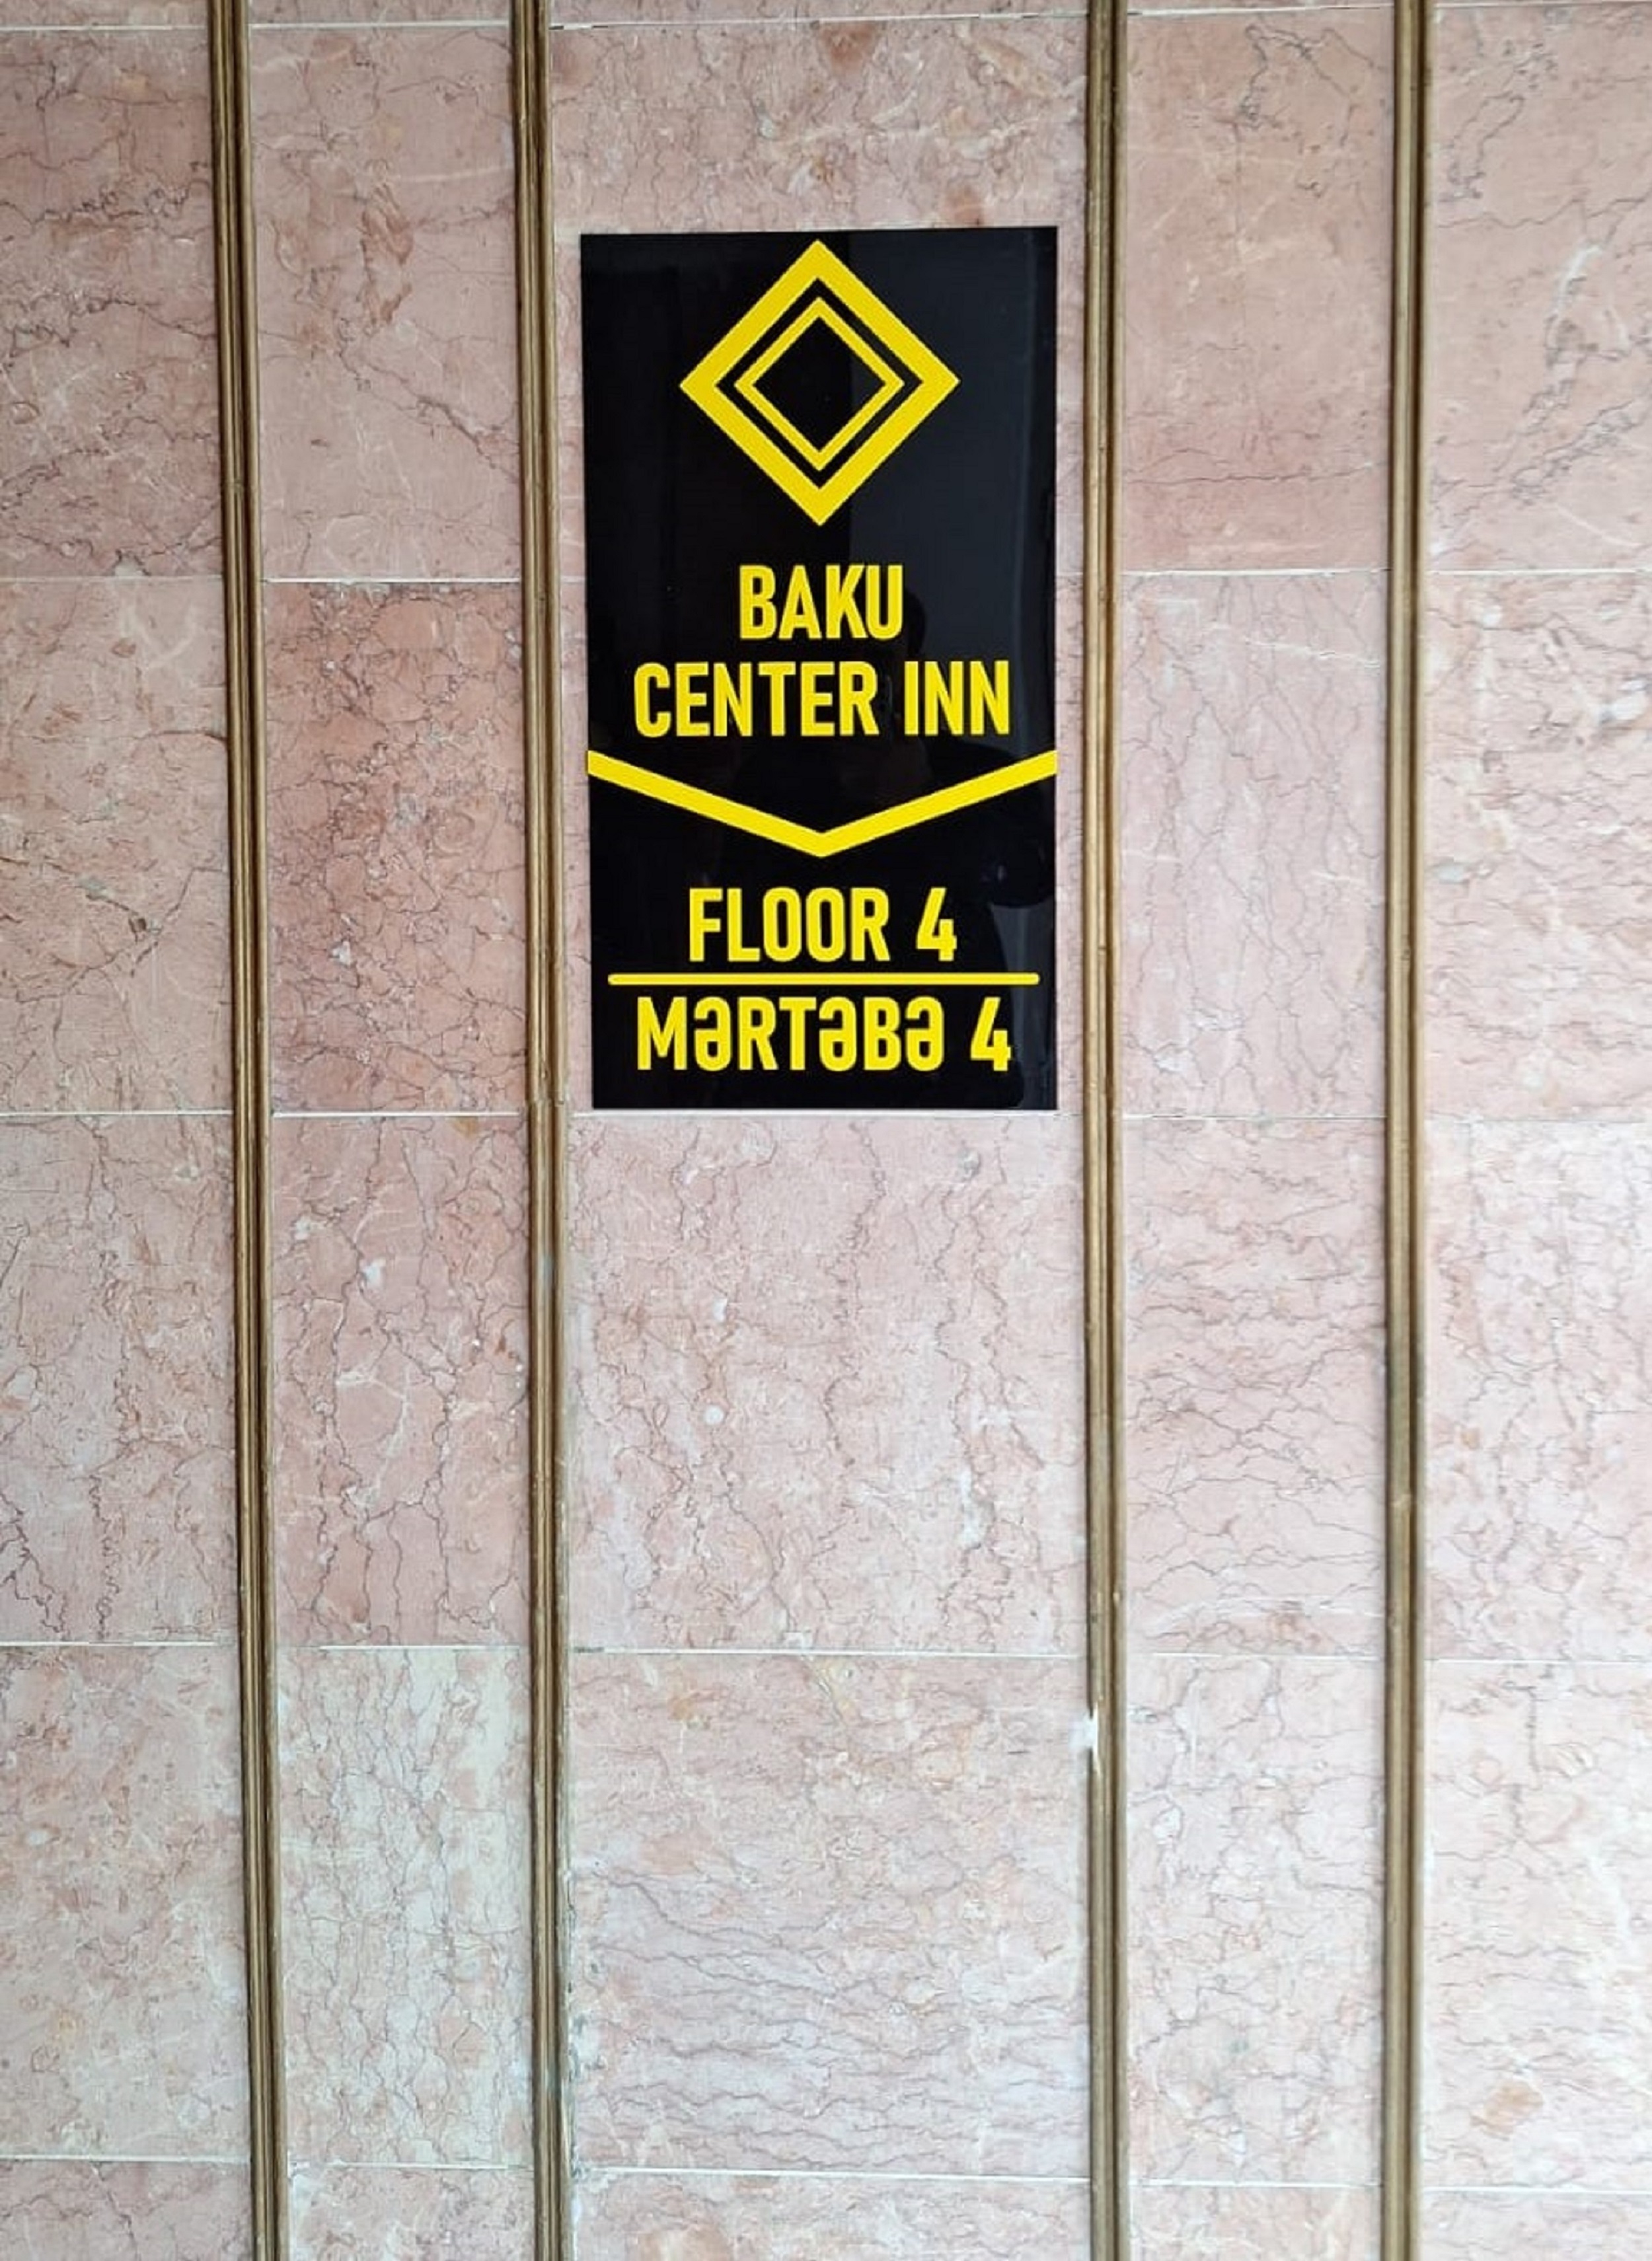 BAKU
CENTER INN
FLOOR 4
MƏRTƏBƏ 4